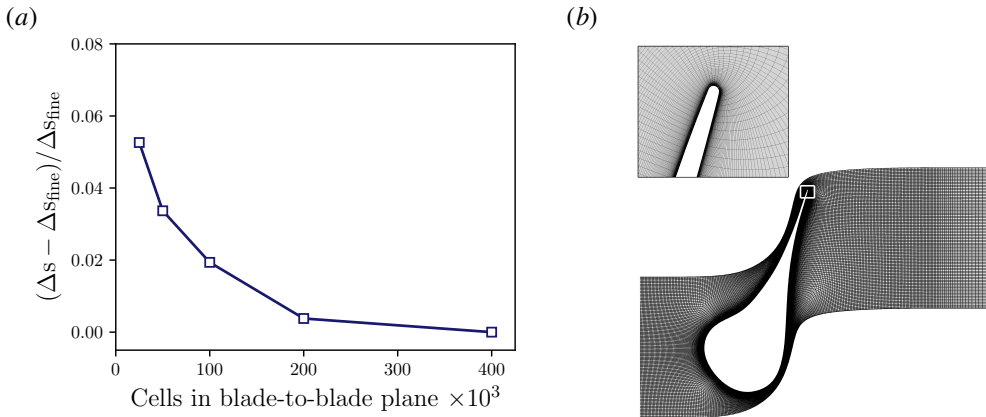 (a)
(Δs − Δs_fine)/Δs_fine
0.08
0.06
0.04
0.02
0.00
0
100
200
300
400
Cells in blade-to-blade plane ×10³
(b)